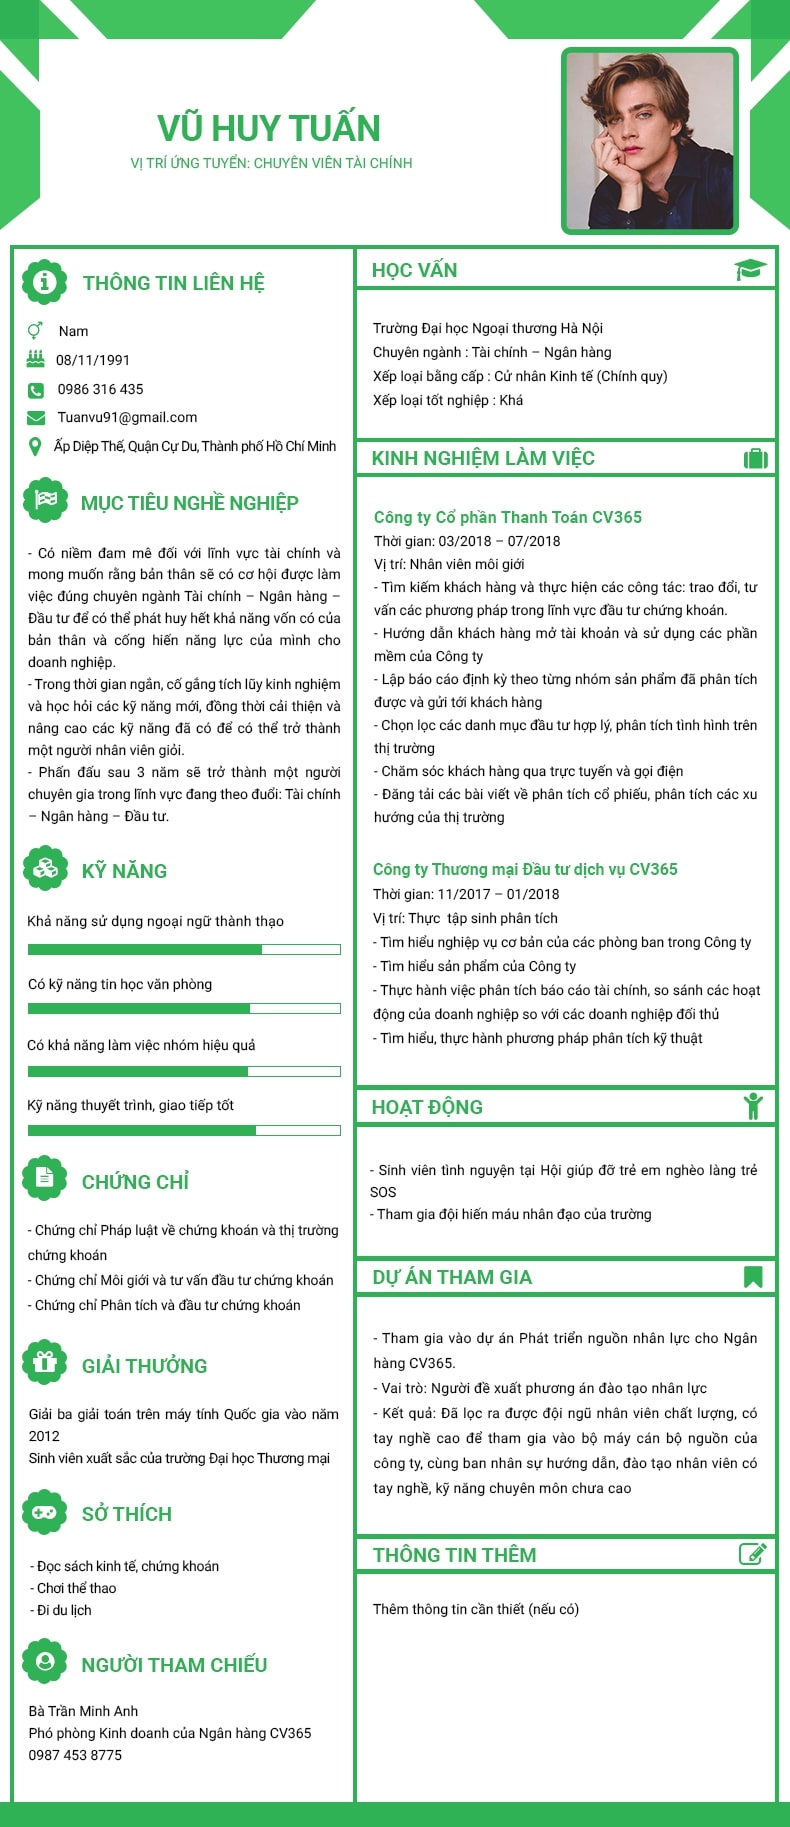 VŨ HUY TUẤN
VỊ TRÍ ỨNG TUYỂN: CHUYÊN VIÊN TÀI CHÍNH
THÔNG TIN LIÊN HỆ
Nam
08/11/1991
0986 316 435
Tuanvu91@gmail.com
Ấp Diệp Thế, Quận Cự Du, Thành phố Hồ Chí Minh
MỤC TIÊU NGHỀ NGHIỆP
- Có niềm đam mê đối với lĩnh vực tài chính và
mong muốn rằng bản thân sẽ có cơ hội được làm
việc đúng chuyên ngành Tài chính – Ngân hàng –
Đầu tư để có thể phát huy hết khả năng vốn có của
bản thân và cống hiến năng lực của mình cho
doanh nghiệp.
- Trong thời gian ngắn, cố gắng tích lũy kinh nghiệm
và học hỏi các kỹ năng mới, đồng thời cải thiện và
nâng cao các kỹ năng đã có để có thể trở thành
một người nhân viên giỏi.
- Phấn đấu sau 3 năm sẽ trở thành một người
chuyên gia trong lĩnh vực đang theo đuổi: Tài chính
– Ngân hàng – Đầu tư.
KỸ NĂNG
Khả năng sử dụng ngoại ngữ thành thạo
Có kỹ năng tin học văn phòng
Có khả năng làm việc nhóm hiệu quả
Kỹ năng thuyết trình, giao tiếp tốt
CHỨNG CHỈ
- Chứng chỉ Pháp luật về chứng khoán và thị trường
chứng khoán
- Chứng chỉ Môi giới và tư vấn đầu tư chứng khoán
- Chứng chỉ Phân tích và đầu tư chứng khoán
GIẢI THƯỞNG
Giải ba giải toán trên máy tính Quốc gia vào năm
2012
Sinh viên xuất sắc của trường Đại học Thương mại
SỞ THÍCH
- Đọc sách kinh tế, chứng khoán
- Chơi thể thao
- Đi du lịch
NGƯỜI THAM CHIẾU
Bà Trần Minh Anh
Phó phòng Kinh doanh của Ngân hàng CV365
0987 453 8775
HỌC VẤN
Trường Đại học Ngoại thương Hà Nội
Chuyên ngành : Tài chính – Ngân hàng
Xếp loại bằng cấp : Cử nhân Kinh tế (Chính quy)
Xếp loại tốt nghiệp : Khá
KINH NGHIỆM LÀM VIỆC
Công ty Cổ phần Thanh Toán CV365
Thời gian: 03/2018 – 07/2018
Vị trí: Nhân viên môi giới
- Tìm kiếm khách hàng và thực hiện các công tác: trao đổi, tư
vấn các phương pháp trong lĩnh vực đầu tư chứng khoán.
- Hướng dẫn khách hàng mở tài khoản và sử dụng các phần
mềm của Công ty
- Lập báo cáo định kỳ theo từng nhóm sản phẩm đã phân tích
được và gửi tới khách hàng
- Chọn lọc các danh mục đầu tư hợp lý, phân tích tình hình trên
thị trường
- Chăm sóc khách hàng qua trực tuyến và gọi điện
- Đăng tải các bài viết về phân tích cổ phiếu, phân tích các xu
hướng của thị trường
Công ty Thương mại Đầu tư dịch vụ CV365
Thời gian: 11/2017 – 01/2018
Vị trí: Thực tập sinh phân tích
- Tìm hiểu nghiệp vụ cơ bản của các phòng ban trong Công ty
- Tìm hiểu sản phẩm của Công ty
- Thực hành việc phân tích báo cáo tài chính, so sánh các hoạt
động của doanh nghiệp so với các doanh nghiệp đối thủ
- Tìm hiểu, thực hành phương pháp phân tích kỹ thuật
HOẠT ĐỘNG
- Sinh viên tình nguyện tại Hội giúp đỡ trẻ em nghèo làng trẻ
SOS
- Tham gia đội hiến máu nhân đạo của trường
DỰ ÁN THAM GIA
- Tham gia vào dự án Phát triển nguồn nhân lực cho Ngân
hàng CV365.
- Vai trò: Người đề xuất phương án đào tạo nhân lực
- Kết quả: Đã lọc ra được đội ngũ nhân viên chất lượng, có
tay nghề cao để tham gia vào bộ máy cán bộ nguồn của
công ty, cùng ban nhân sự hướng dẫn, đào tạo nhân viên có
tay nghề, kỹ năng chuyên môn chưa cao
THÔNG TIN THÊM
Thêm thông tin cần thiết (nếu có)